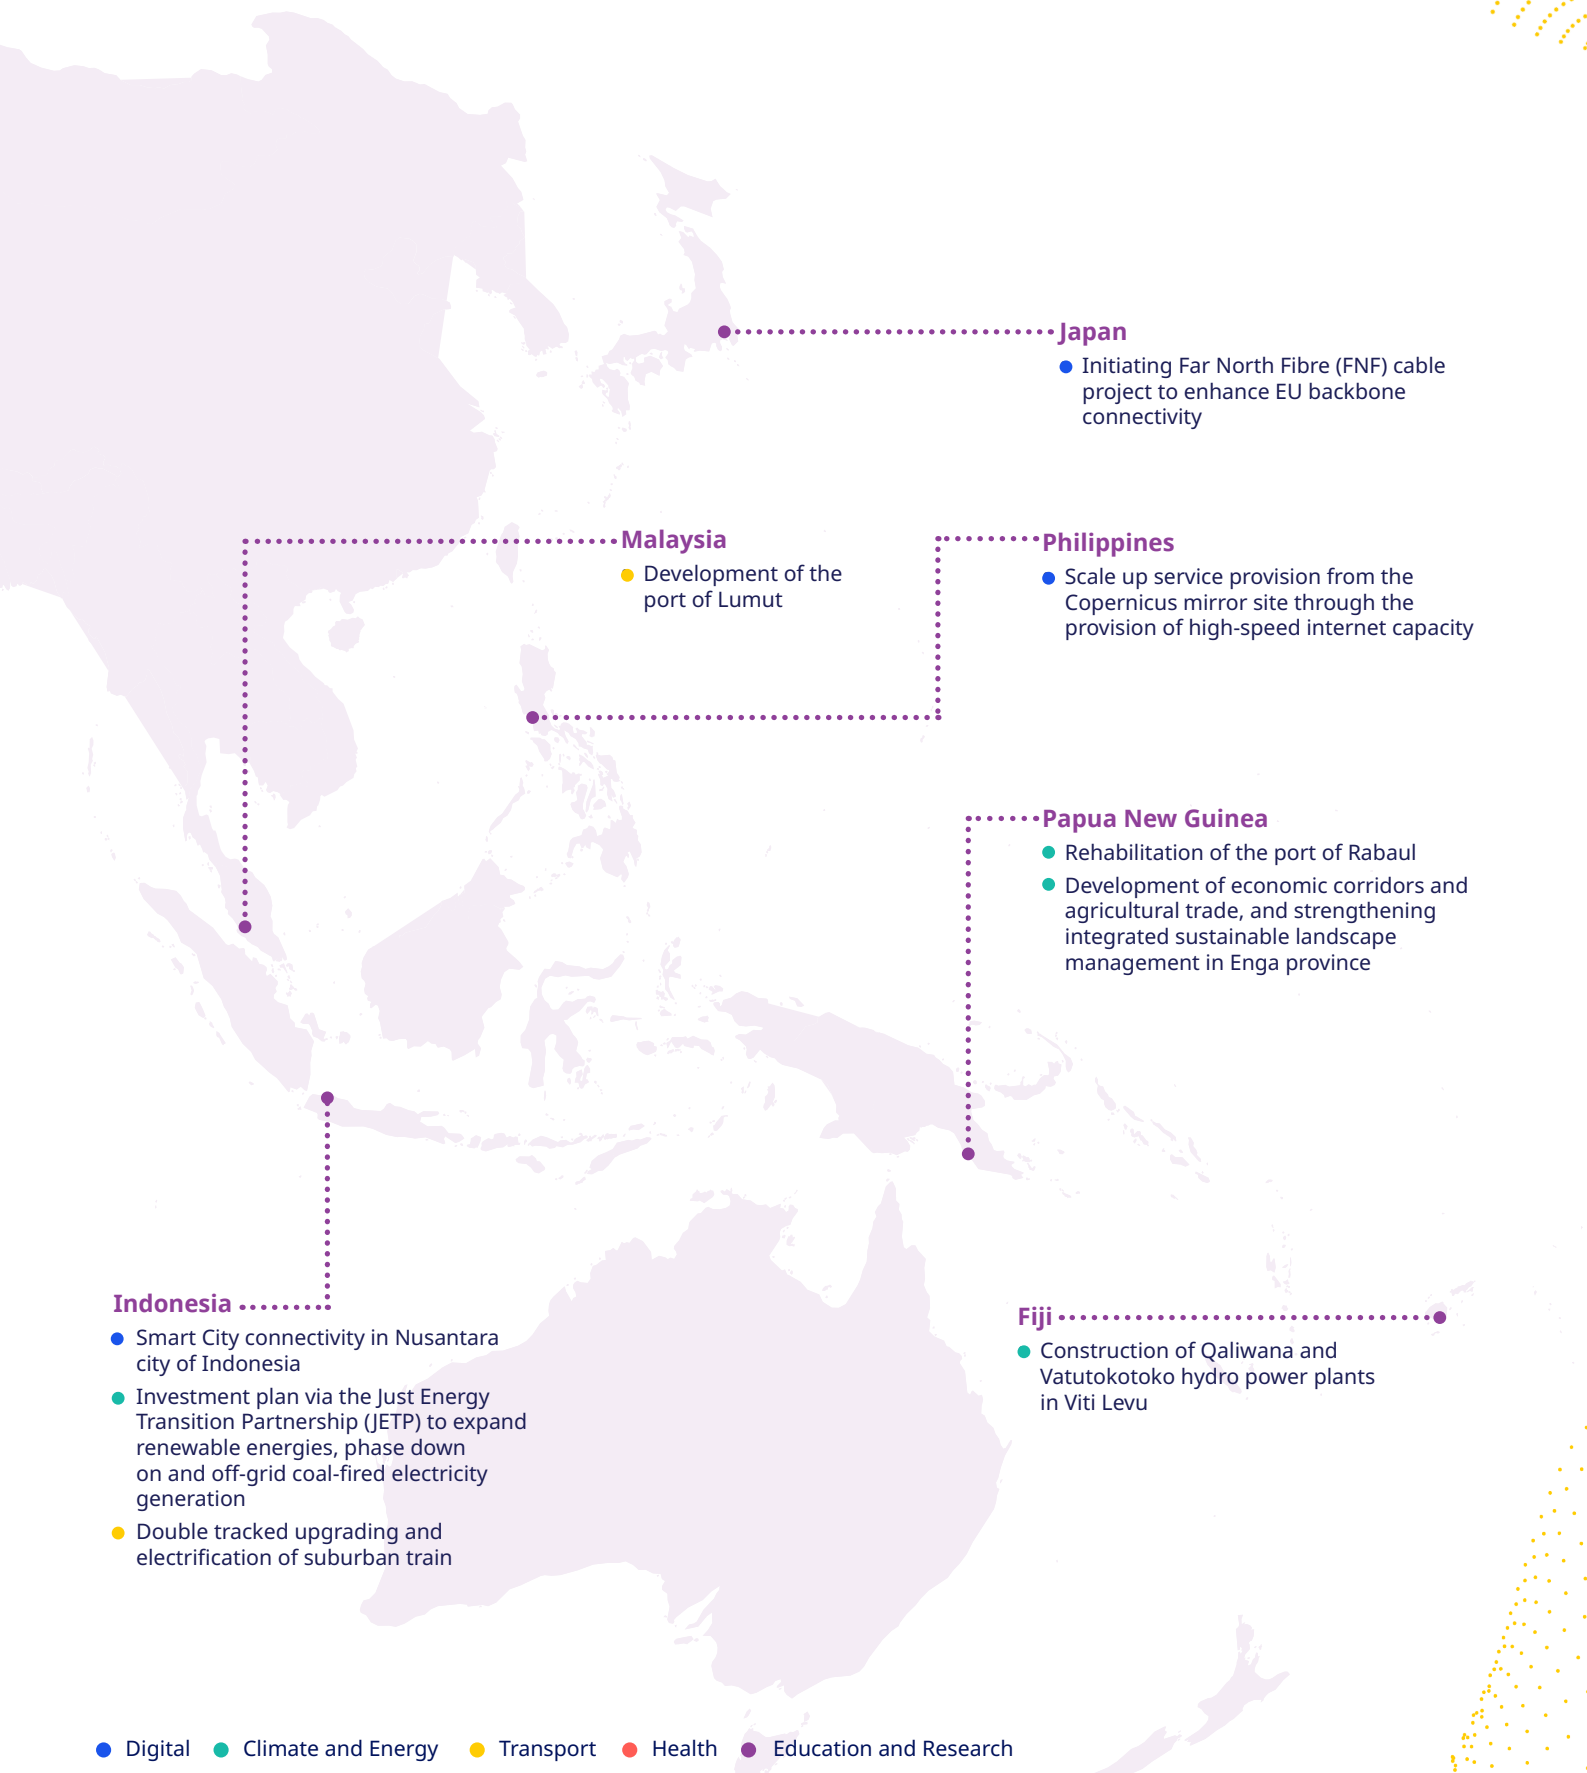 Japan
Initiating Far North Fibre (FNF) cable
project to enhance EU backbone
connectivity
Malaysia
Development of the
port of Lumut
Philippines
Scale up service provision from the
Copernicus mirror site through the
provision of high-speed internet capacity
Papua New Guinea
Rehabilitation of the port of Rabaul
Development of economic corridors and
agricultural trade, and strengthening
integrated sustainable landscape
management in Enga province
Indonesia
Smart City connectivity in Nusantara
city of Indonesia
Investment plan via the Just Energy
Transition Partnership (JETP) to expand
renewable energies, phase down
on and off-grid coal-fired electricity
generation
Double tracked upgrading and
electrification of suburban train
Fiji
Construction of Qaliwana and
Vatutokotoko hydro power plants
in Viti Levu
Digital
Climate and Energy
Transport
Health
Education and Research